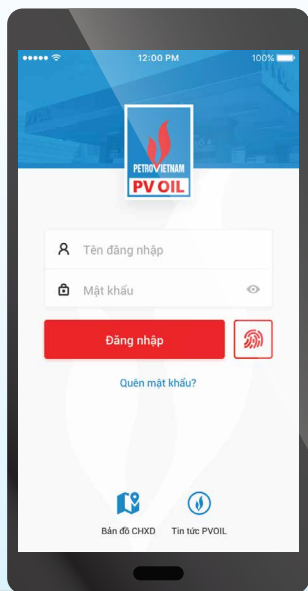 12:00 PM
100%
PETROVIETNAM
PV OIL
Tên đăng nhập
Mật khẩu
Đăng nhập
Quên mật khẩu?
Bản đồ CHXD
Tin tức PVOIL